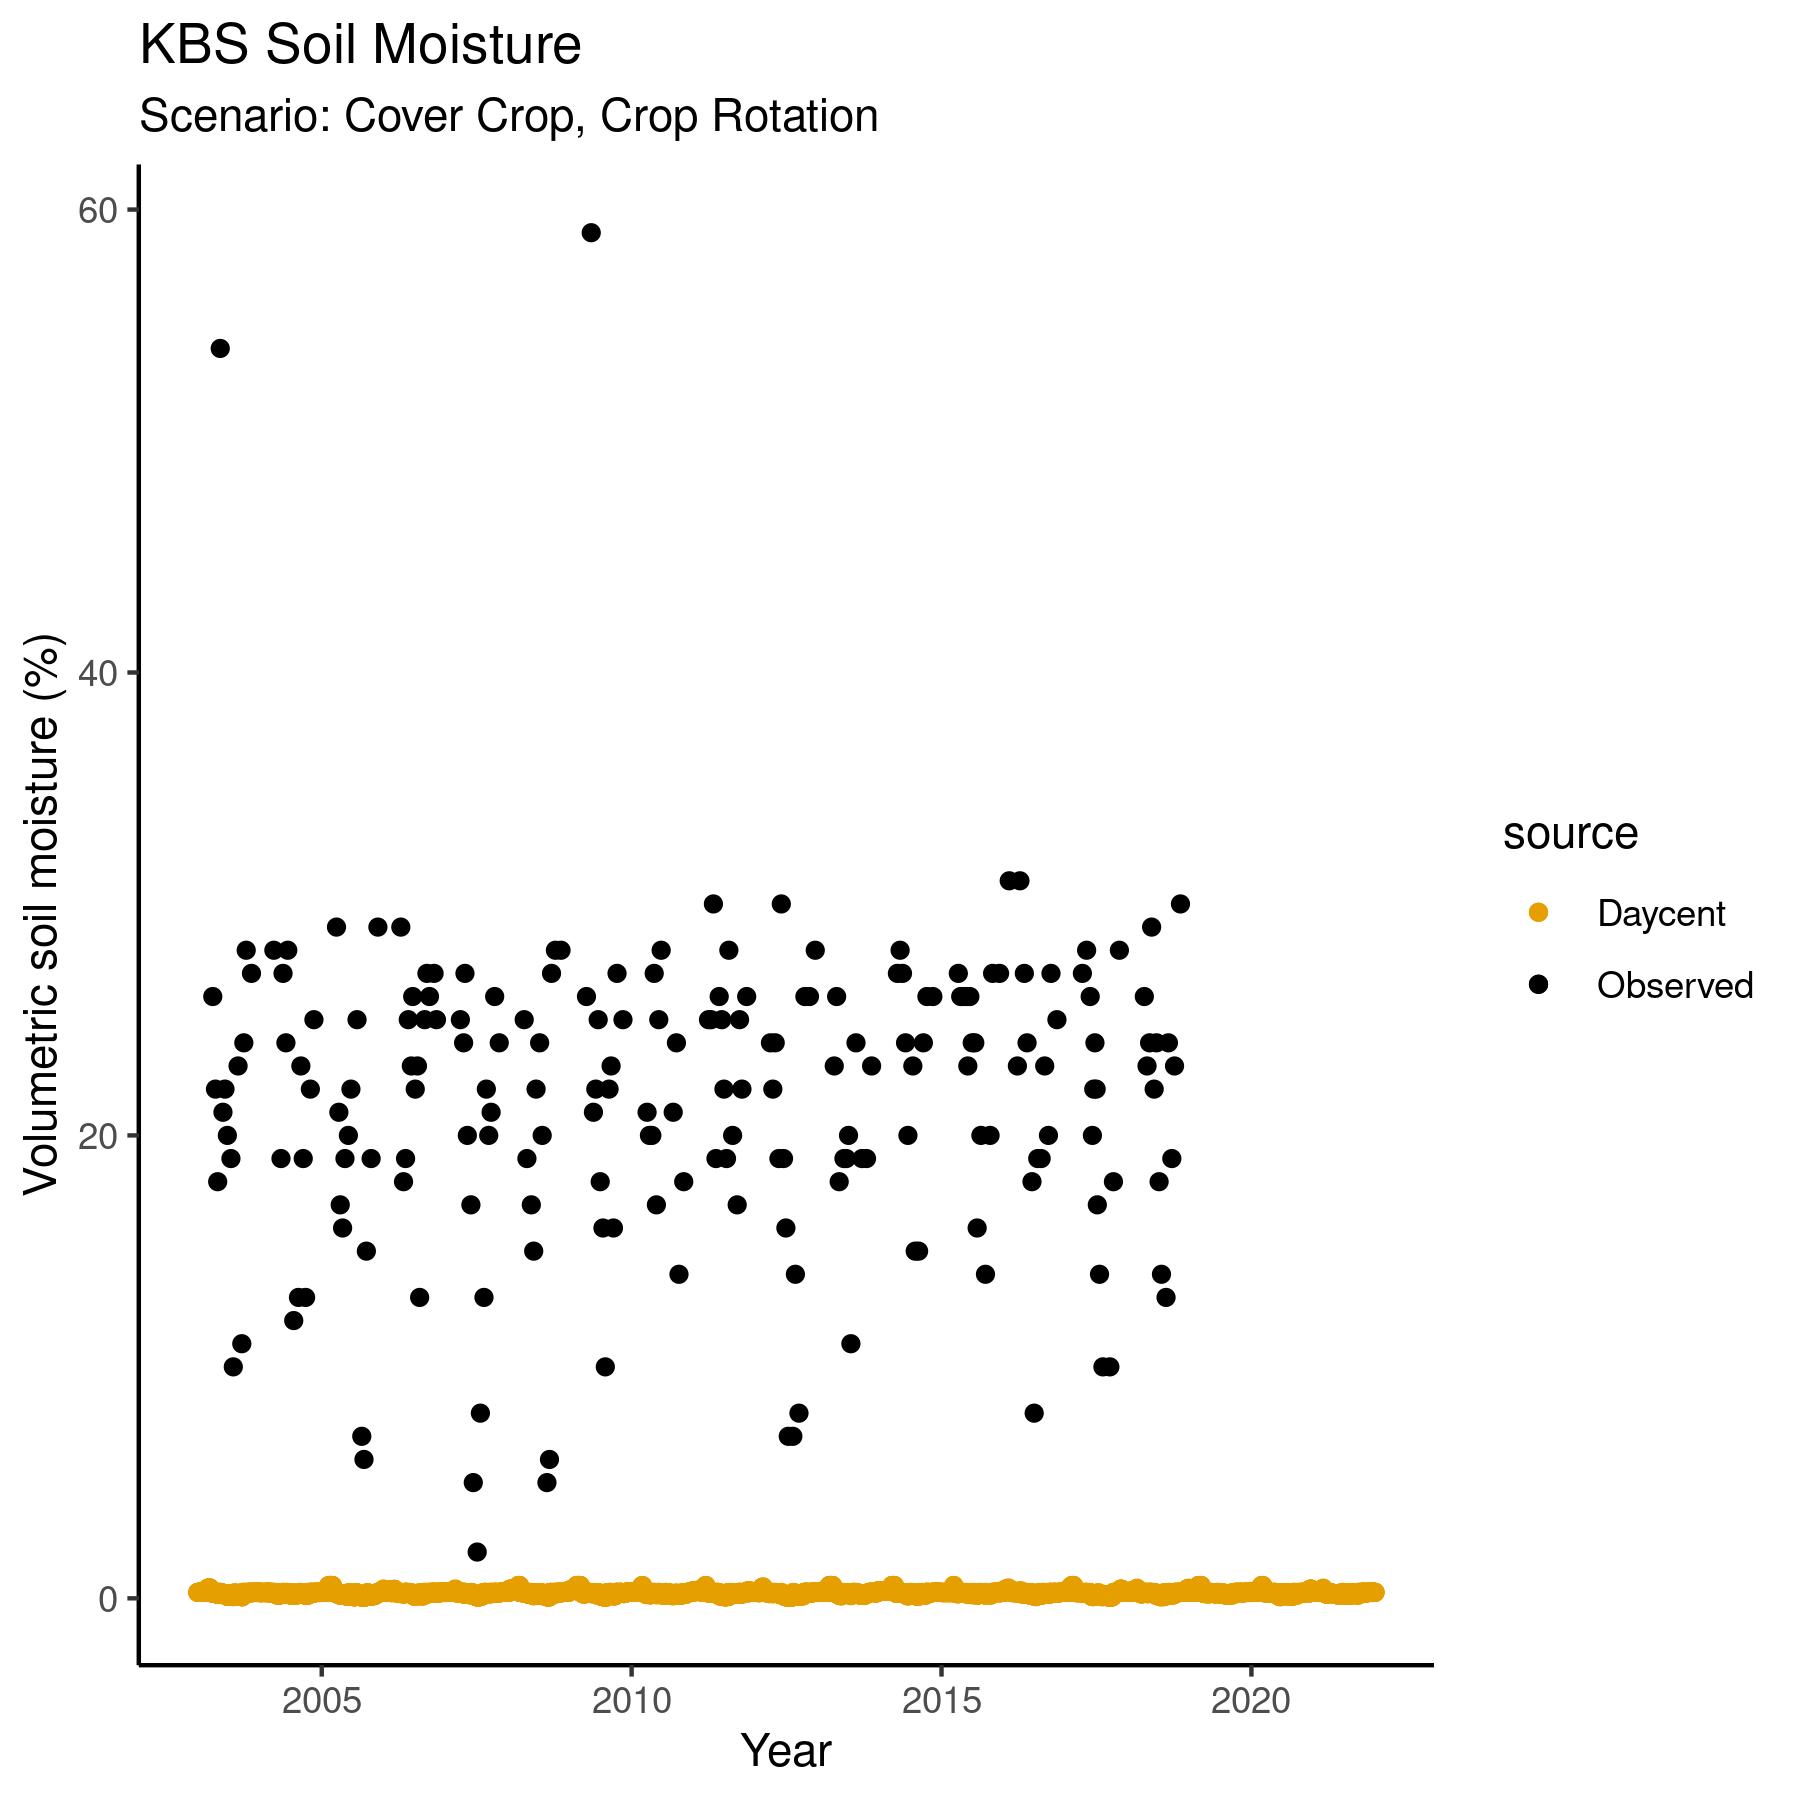 KBS Soil Moisture
Scenario: Cover Crop, Crop Rotation
Volumetric soil moisture (%)
60
40
20
0
2005
2010
2015
2020
Year
source
Daycent
Observed